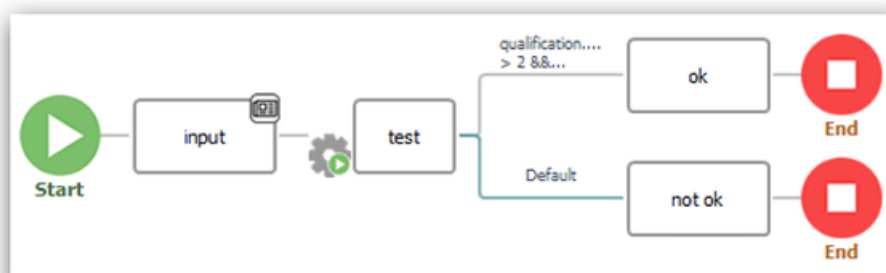 qualification....
> 2 &&...
ok
End
input
test
Start
Default
not ok
End